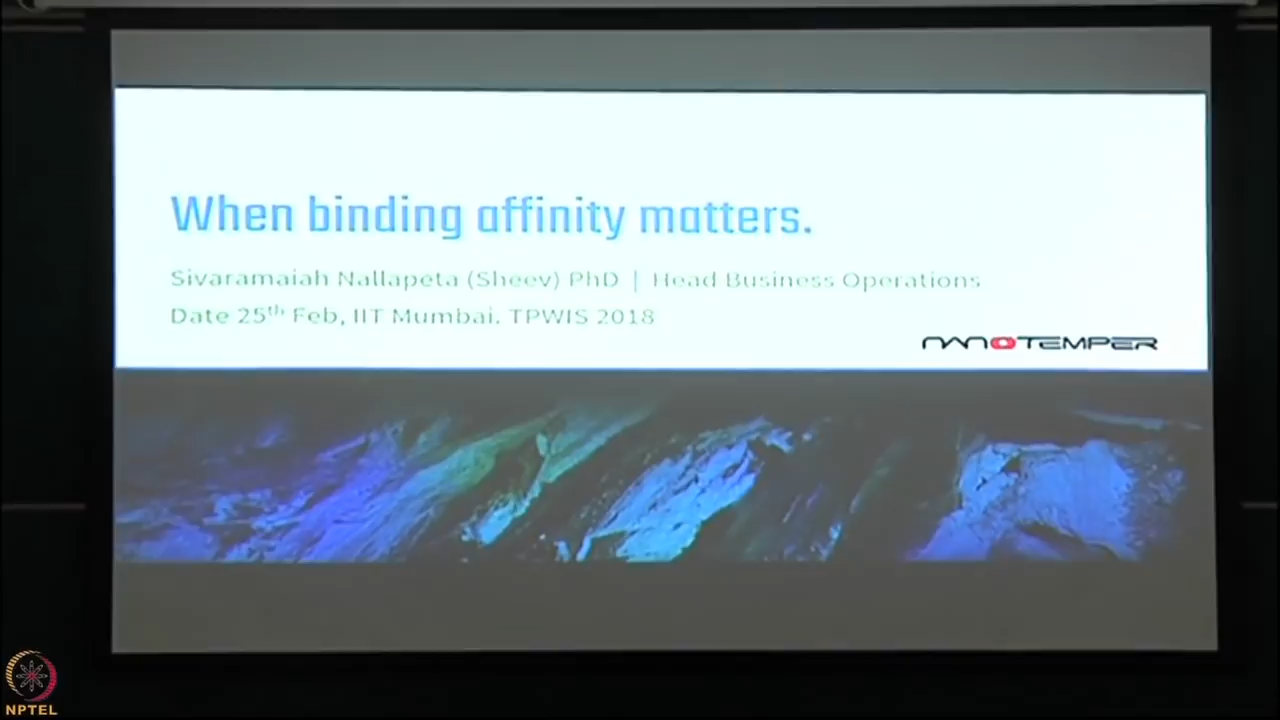 When binding affinity matters.
Sivaramaiah Nallapeta (Sheev) PhD | Head Business Operations
Date 25th Feb, IIT Mumbai. TPWIS 2018
NANOTEMPER
NPTEL